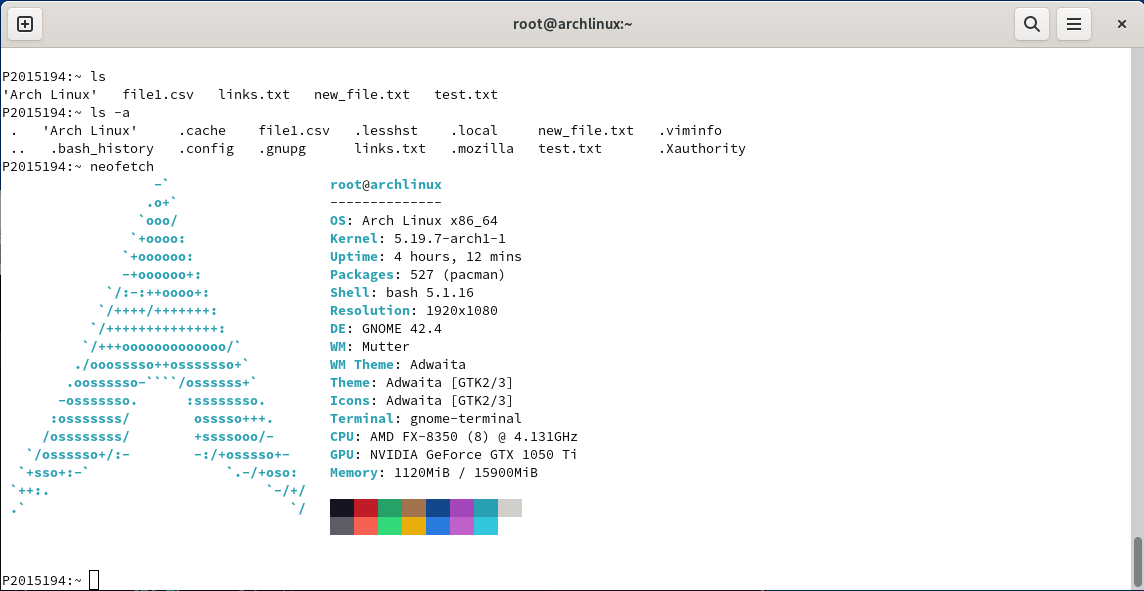 root@archlinux:~
P2015194:~ ls
'Arch Linux'   file1.csv   links.txt   new_file.txt   test.txt
P2015194:~ ls -a
 .   'Arch Linux'     .cache    file1.csv   .lesshst    .local     new_file.txt   .viminfo
 ..   .bash_history   .config   .gnupg      links.txt   .mozilla   test.txt       .Xauthority
P2015194:~ neofetch
                   -`                    root@archlinux
                  .o+`                   --------------
                 `ooo/                   OS: Arch Linux x86_64
                `+oooo:                  Kernel: 5.19.7-arch1-1
               `+oooooo:                 Uptime: 4 hours, 12 mins
               -+oooooo+:                Packages: 527 (pacman)
             `/:-:++oooo+:               Shell: bash 5.1.16
            `/++++/+++++++:              Resolution: 1920x1080
           `/++++++++++++++:             DE: GNOME 42.4
          `/+++ooooooooooooo/`           WM: Mutter
         ./ooosssso++osssssso+`          WM Theme: Adwaita
        .oossssso-````/ossssss+`         Theme: Adwaita [GTK2/3]
       -osssssso.      :ssssssso.        Icons: Adwaita [GTK2/3]
      :osssssss/        osssso+++.       Terminal: gnome-terminal
     /ossssssss/        +ssssooo/-       CPU: AMD FX-8350 (8) @ 4.131GHz
   `/ossssso+/:-        -:/+osssso+-     GPU: NVIDIA GeForce GTX 1050 Ti
  `+sso+:-`                 `.-/+oso:    Memory: 1120MiB / 15900MiB
 `++:.                           `-/+/
 .`                                 `/
P2015194:~